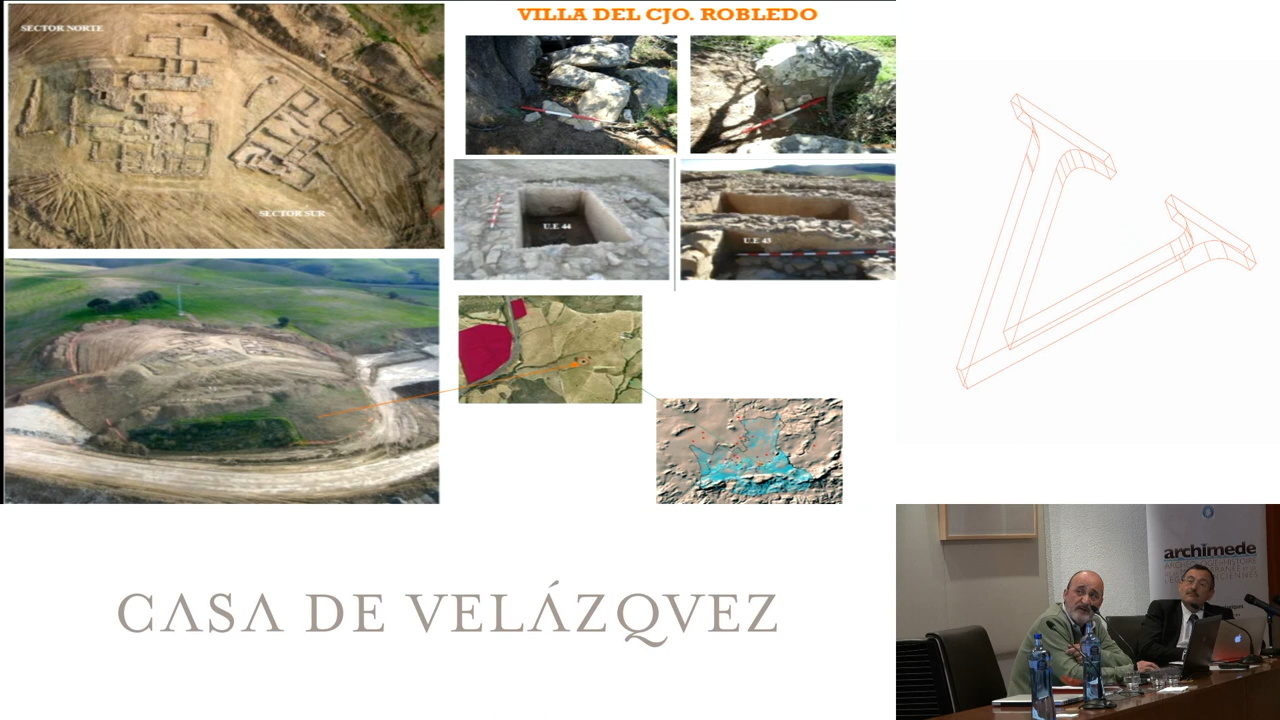 VILLA DEL CJO. ROBLEDO
SECTOR NORTE
SECTOR SUR
U.E 44
U.E 43
CASA DE VELÁZQVEZ
archimede